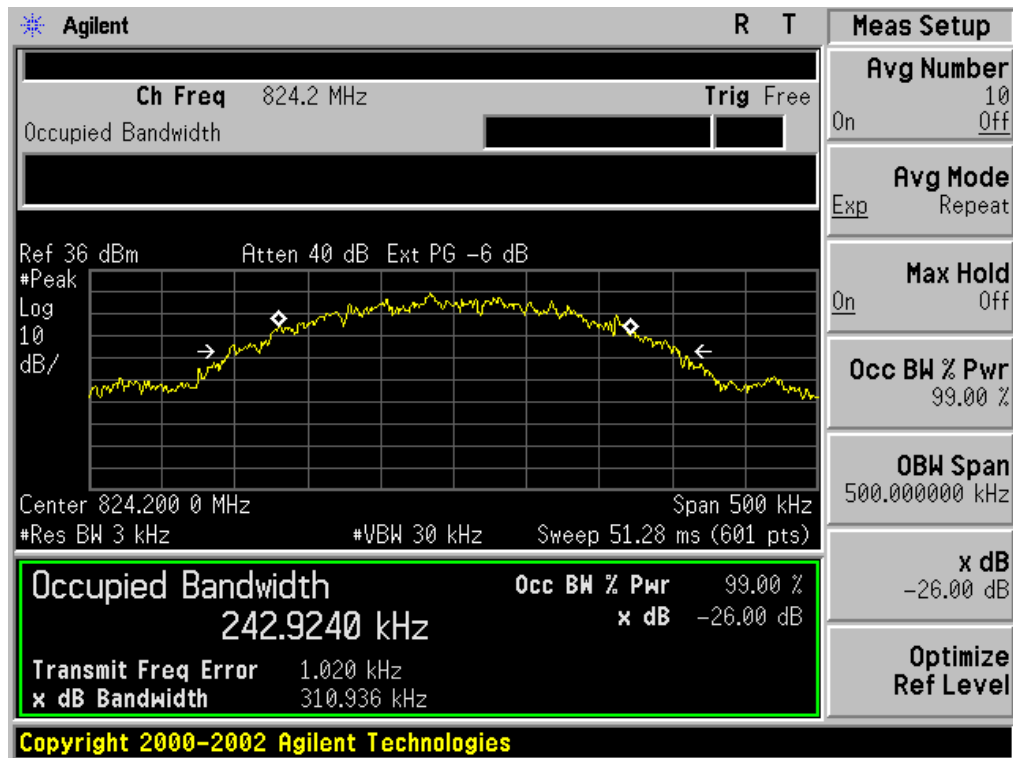 Agilent R T
Ch Freq 824.2 MHz Trig Free
Occupied Bandwidth
Ref 36 dBm Atten 40 dB Ext PG -6 dB
#Peak
Log
10
dB/
Center 824.200 0 MHz Span 500 kHz
#Res BW 3 kHz #VBW 30 kHz Sweep 51.28 ms (601 pts)
Occupied Bandwidth Occ BW % Pwr 99.00 %
242.9240 kHz x dB -26.00 dB
Transmit Freq Error 1.020 kHz
x dB Bandwidth 310.936 kHz
Copyright 2000-2002 Agilent Technologies
Meas Setup
Avg Number
10
On Off
Avg Mode
Exp Repeat
Max Hold
On Off
Occ BW % Pwr
99.00 %
OBW Span
500.000000 kHz
x dB
-26.00 dB
Optimize
Ref Level